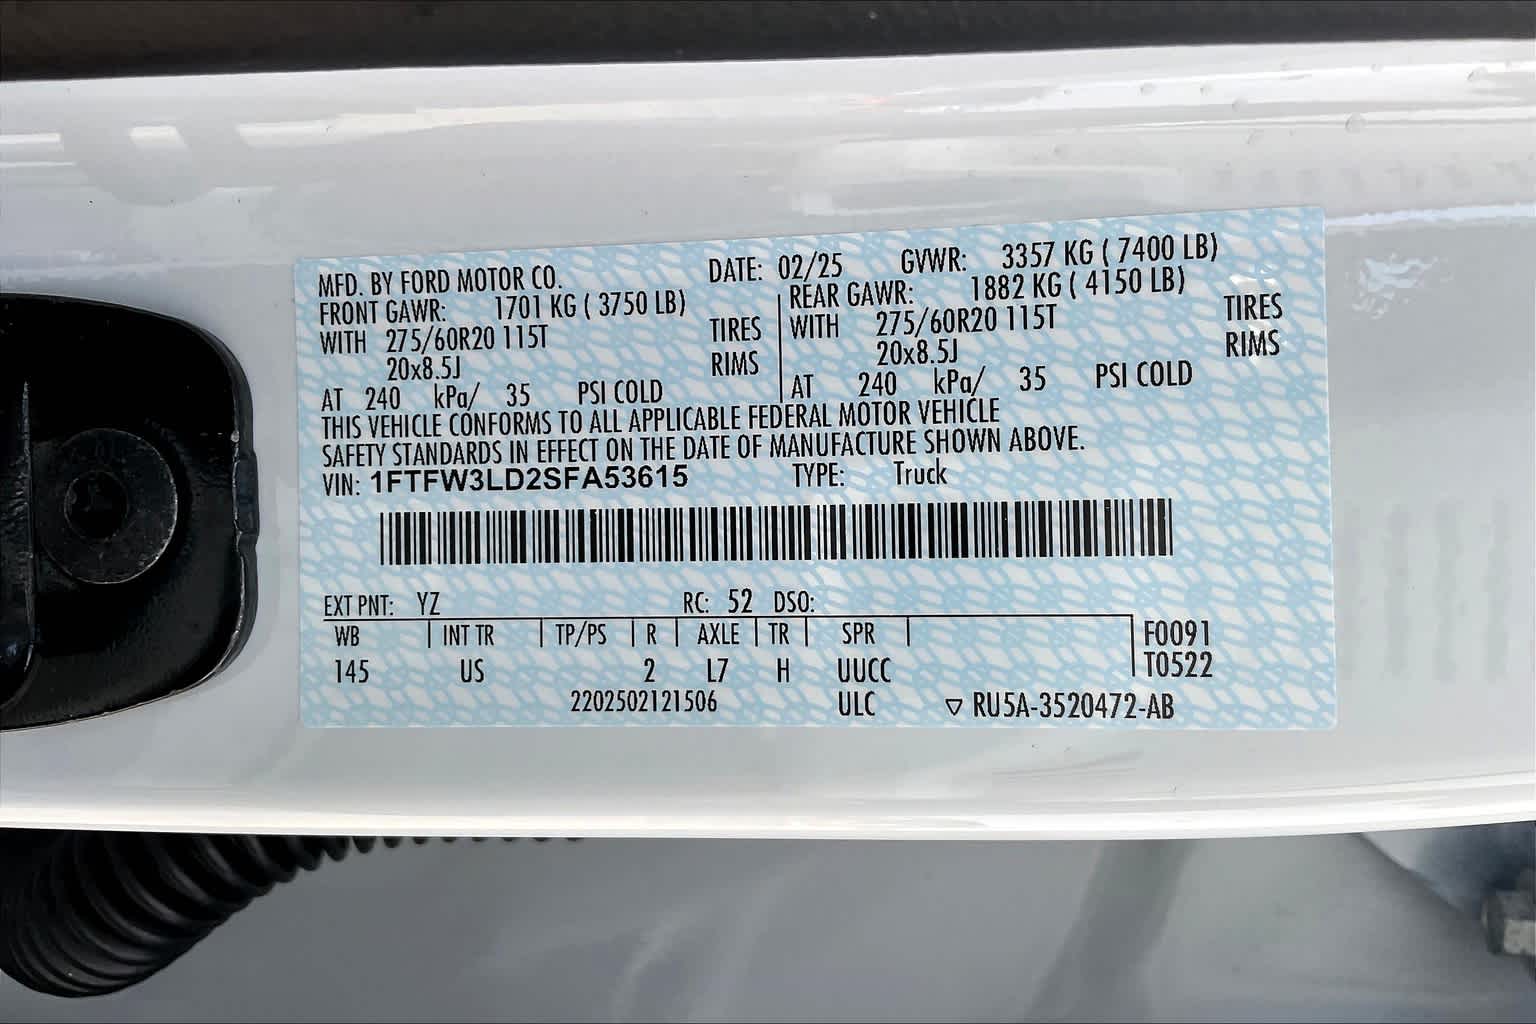 MFD. BY FORD MOTOR CO. DATE: 02/25 GVWR: 3357 KG ( 7400 LB)
FRONT GAWR: 1701 KG ( 3750 LB) REAR GAWR: 1882 KG ( 4150 LB)
WITH 275/60R20 115T TIRES WITH 275/60R20 115T TIRES
20x8.5J RIMS 20x8.5J RIMS
AT 240 kPa/ 35 PSI COLD AT 240 kPa/ 35 PSI COLD
THIS VEHICLE CONFORMS TO ALL APPLICABLE FEDERAL MOTOR VEHICLE
SAFETY STANDARDS IN EFFECT ON THE DATE OF MANUFACTURE SHOWN ABOVE.
VIN: 1FTFW3LD2SFA53615 TYPE: Truck
EXT PNT: YZ RC: 52 DSO:
WB INT TR TP/PS R AXLE TR SPR F0091
145 US 2 L7 H UUCC T0522
2202502121506 ULC ▽ RU5A-3520472-AB